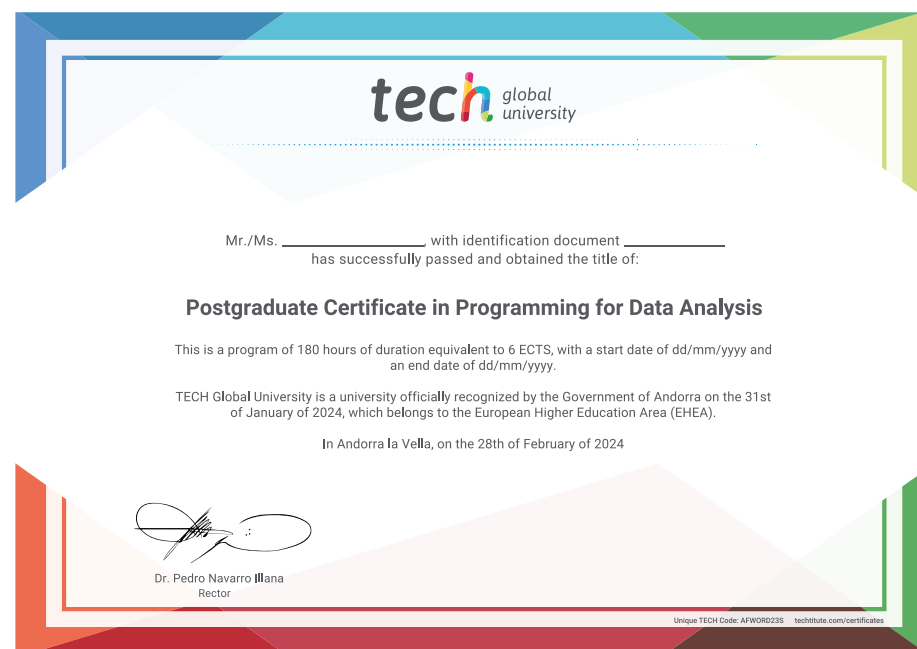 tech global
university
Mr./Ms. ____________, with identification document ____________
has successfully passed and obtained the title of:
Postgraduate Certificate in Programming for Data Analysis
This is a program of 180 hours of duration equivalent to 6 ECTS, with a start date of dd/mm/yyyy and
an end date of dd/mm/yyyy.
TECH Global University is a university officially recognized by the Government of Andorra on the 31st
of January of 2024, which belongs to the European Higher Education Area (EHEA).
In Andorra la Vella, on the 28th of February of 2024
Dr. Pedro Navarro Illana
Rector
Unique TECH Code: AFWORD23S techtitute.com/certificates